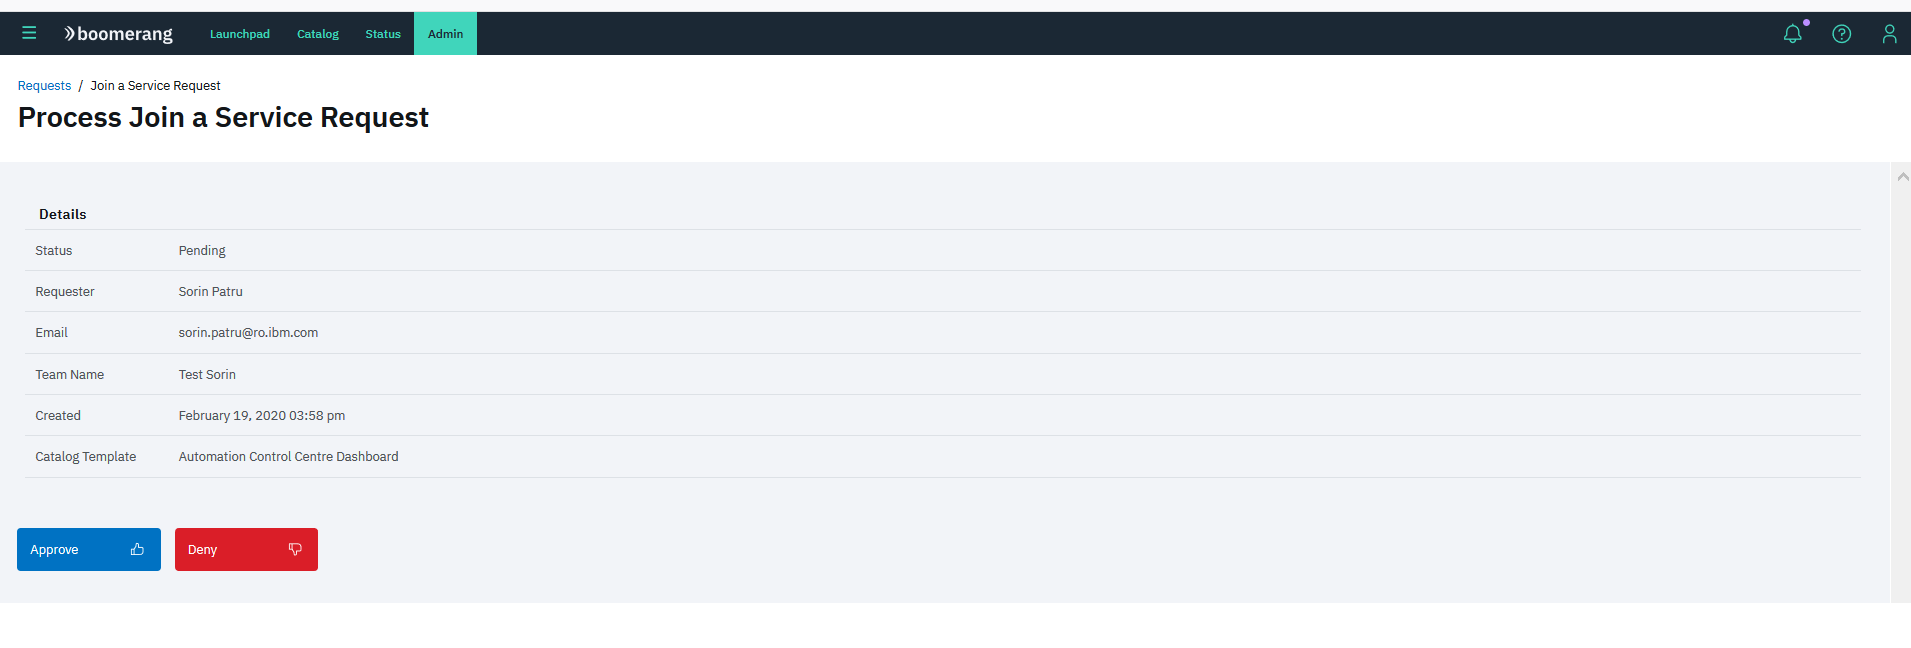 boomerang Launchpad Catalog Status Admin
Requests / Join a Service Request
Process Join a Service Request
Details
Status Pending
Requester Sorin Patru
Email sorin.patru@ro.ibm.com
Team Name Test Sorin
Created February 19, 2020 03:58 pm
Catalog Template Automation Control Centre Dashboard
Approve Deny